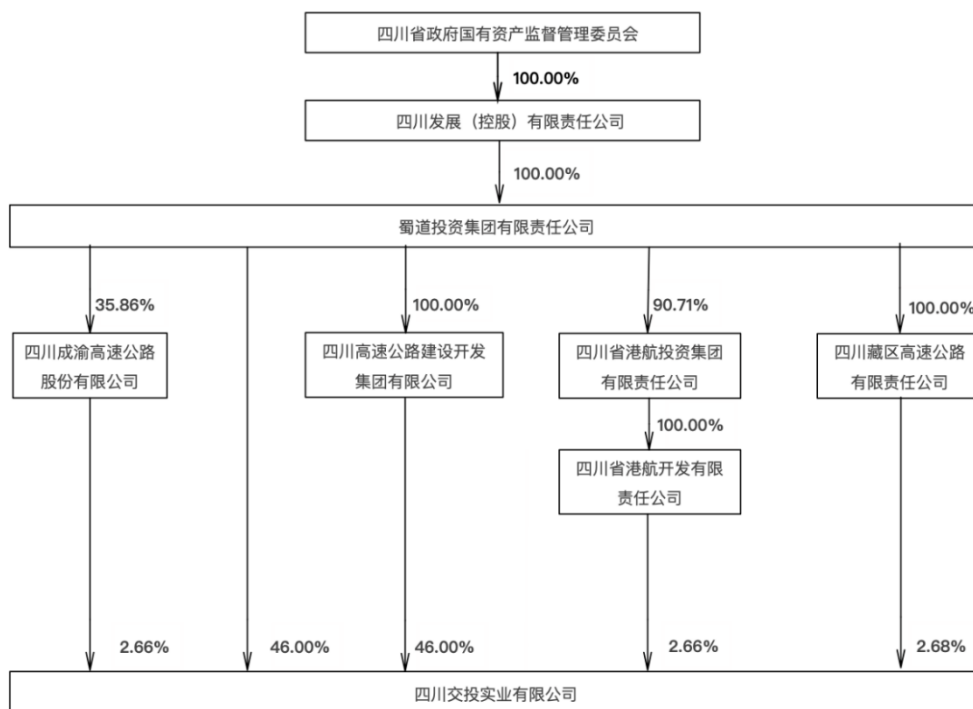 四川省政府国有资产监督管理委员会
100.00%
四川发展（控股）有限责任公司
100.00%
蜀道投资集团有限责任公司
35.86%
100.00%
90.71%
100.00%
四川成渝高速公路
股份有限公司
四川高速公路建设开发
集团有限公司
四川省港航投资集团
有限责任公司
四川藏区高速公路
有限责任公司
100.00%
四川省港航开发有限
责任公司
2.66%
46.00%
46.00%
2.66%
2.68%
四川交投实业有限公司